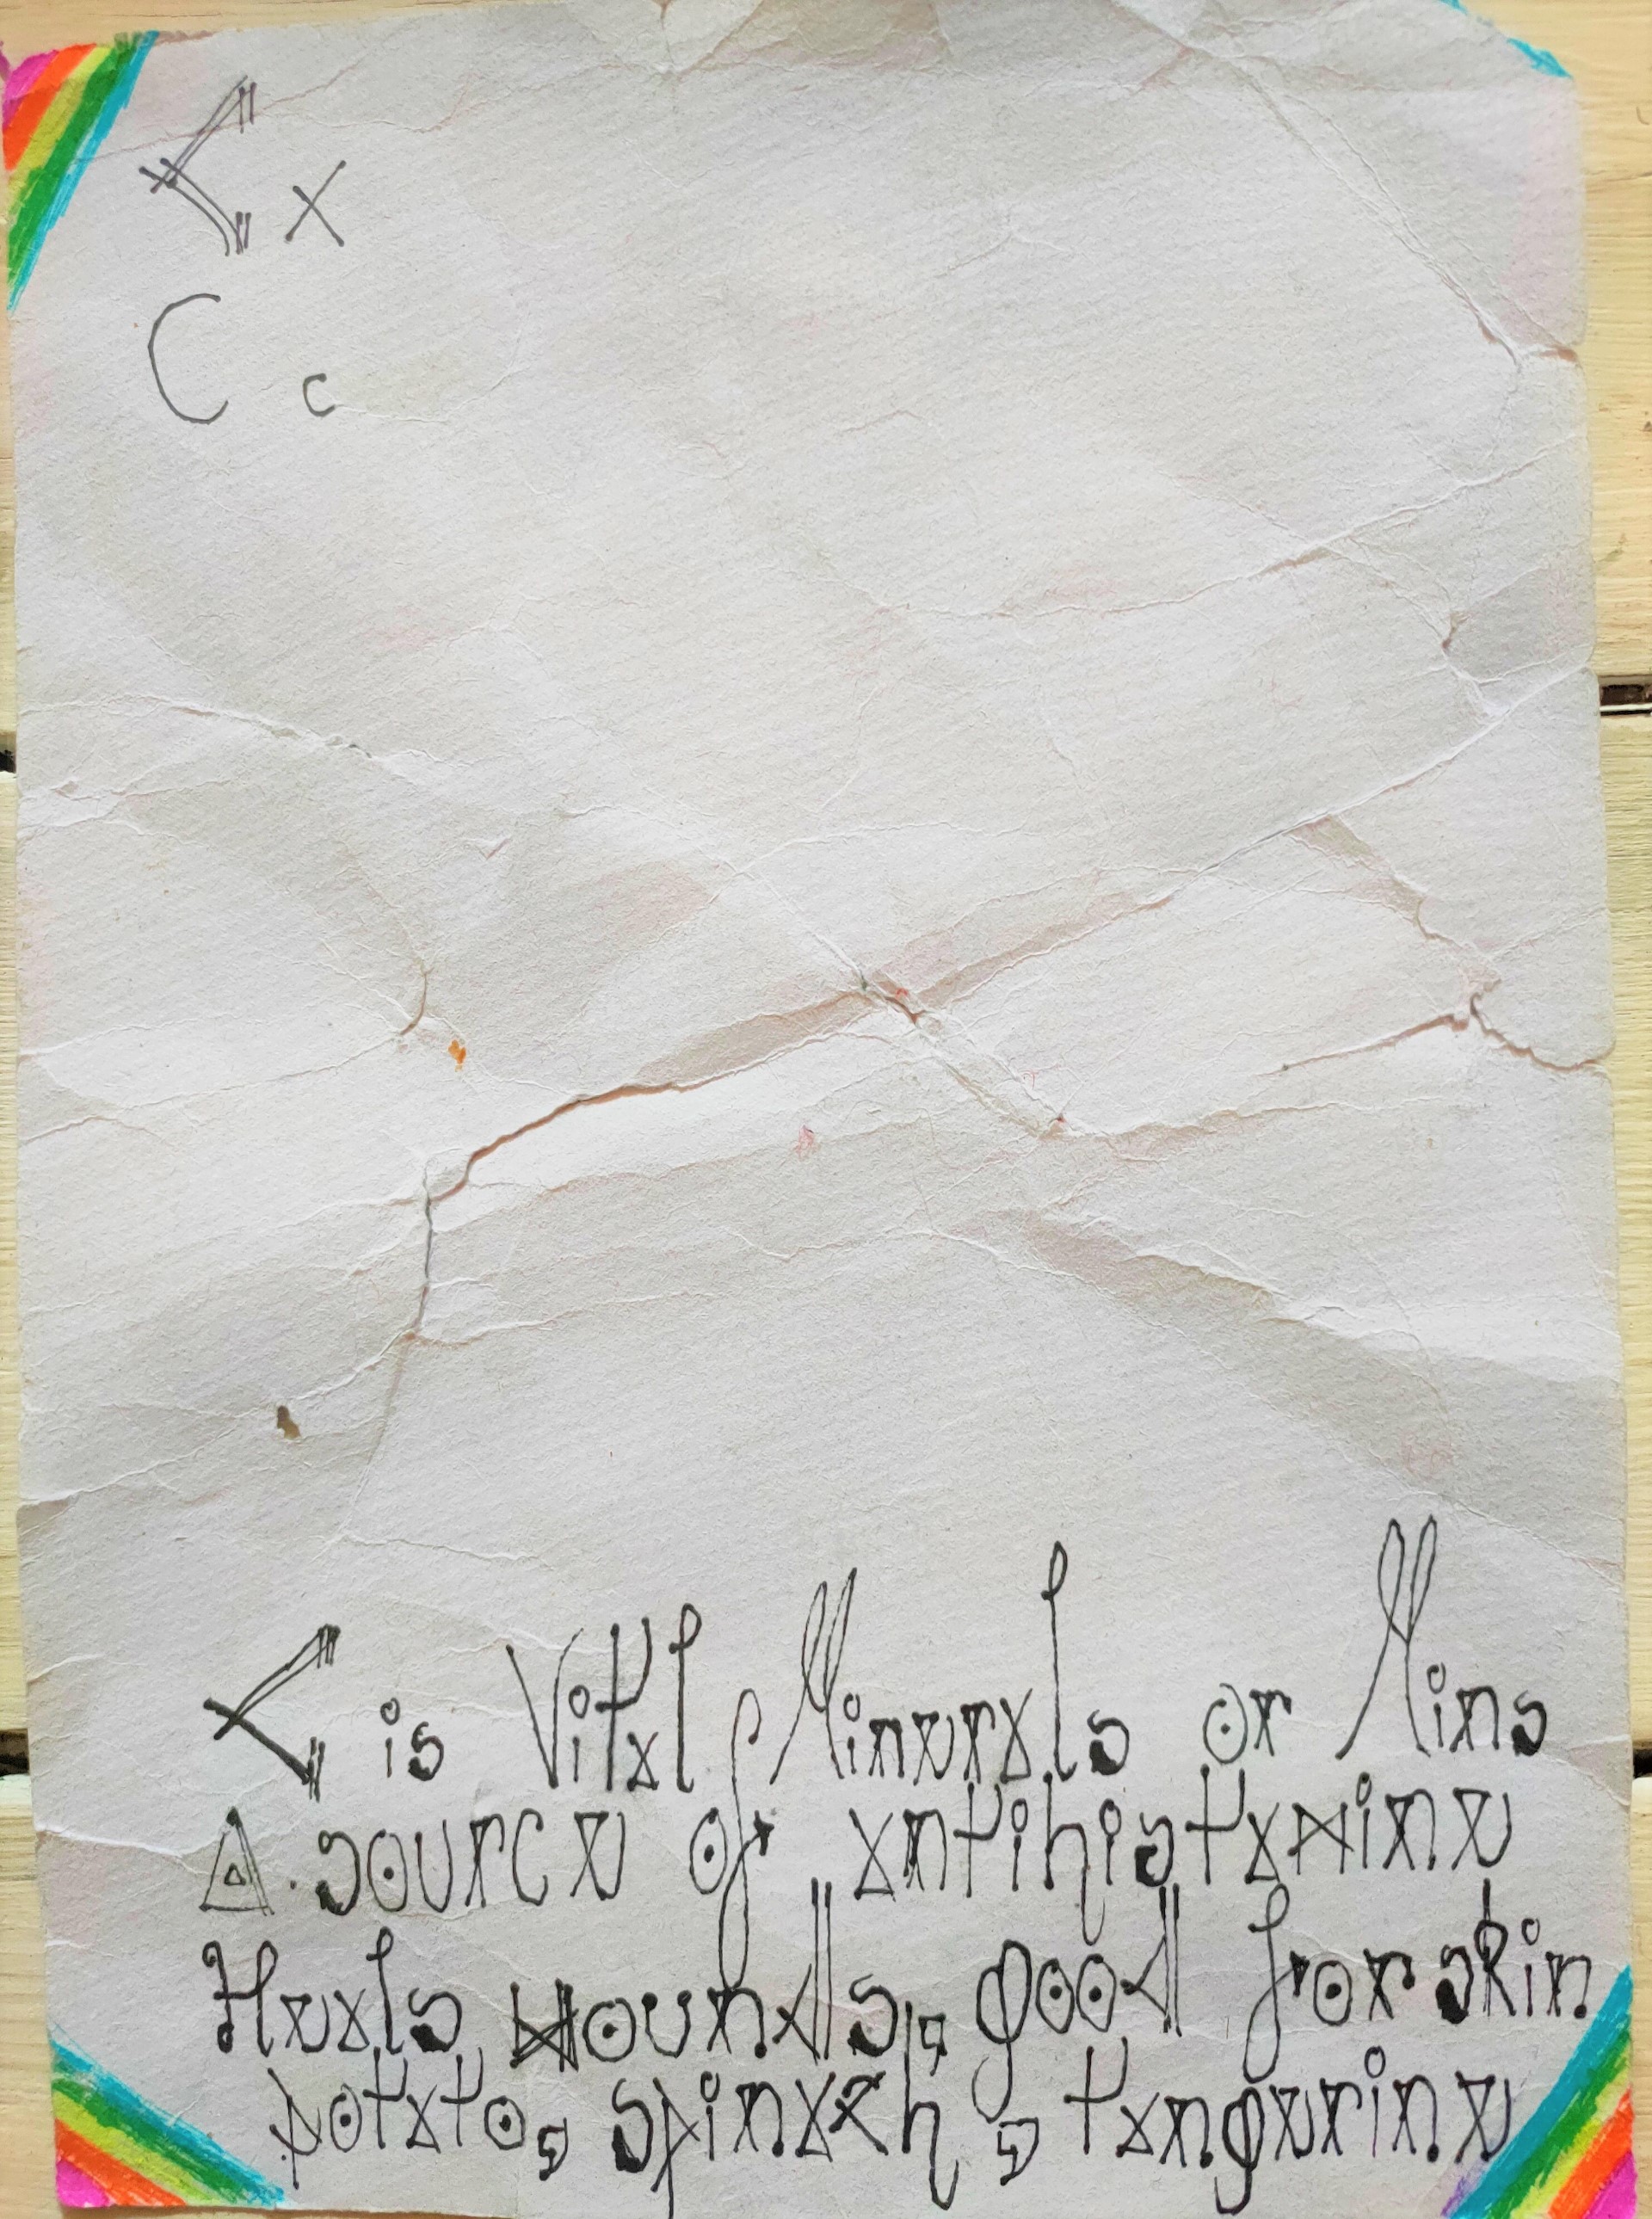 C x
C c
C is Vital Minerals or Mins
A source of antihistamine
Heals wounds, good for skin
potato, spinach, tangerine